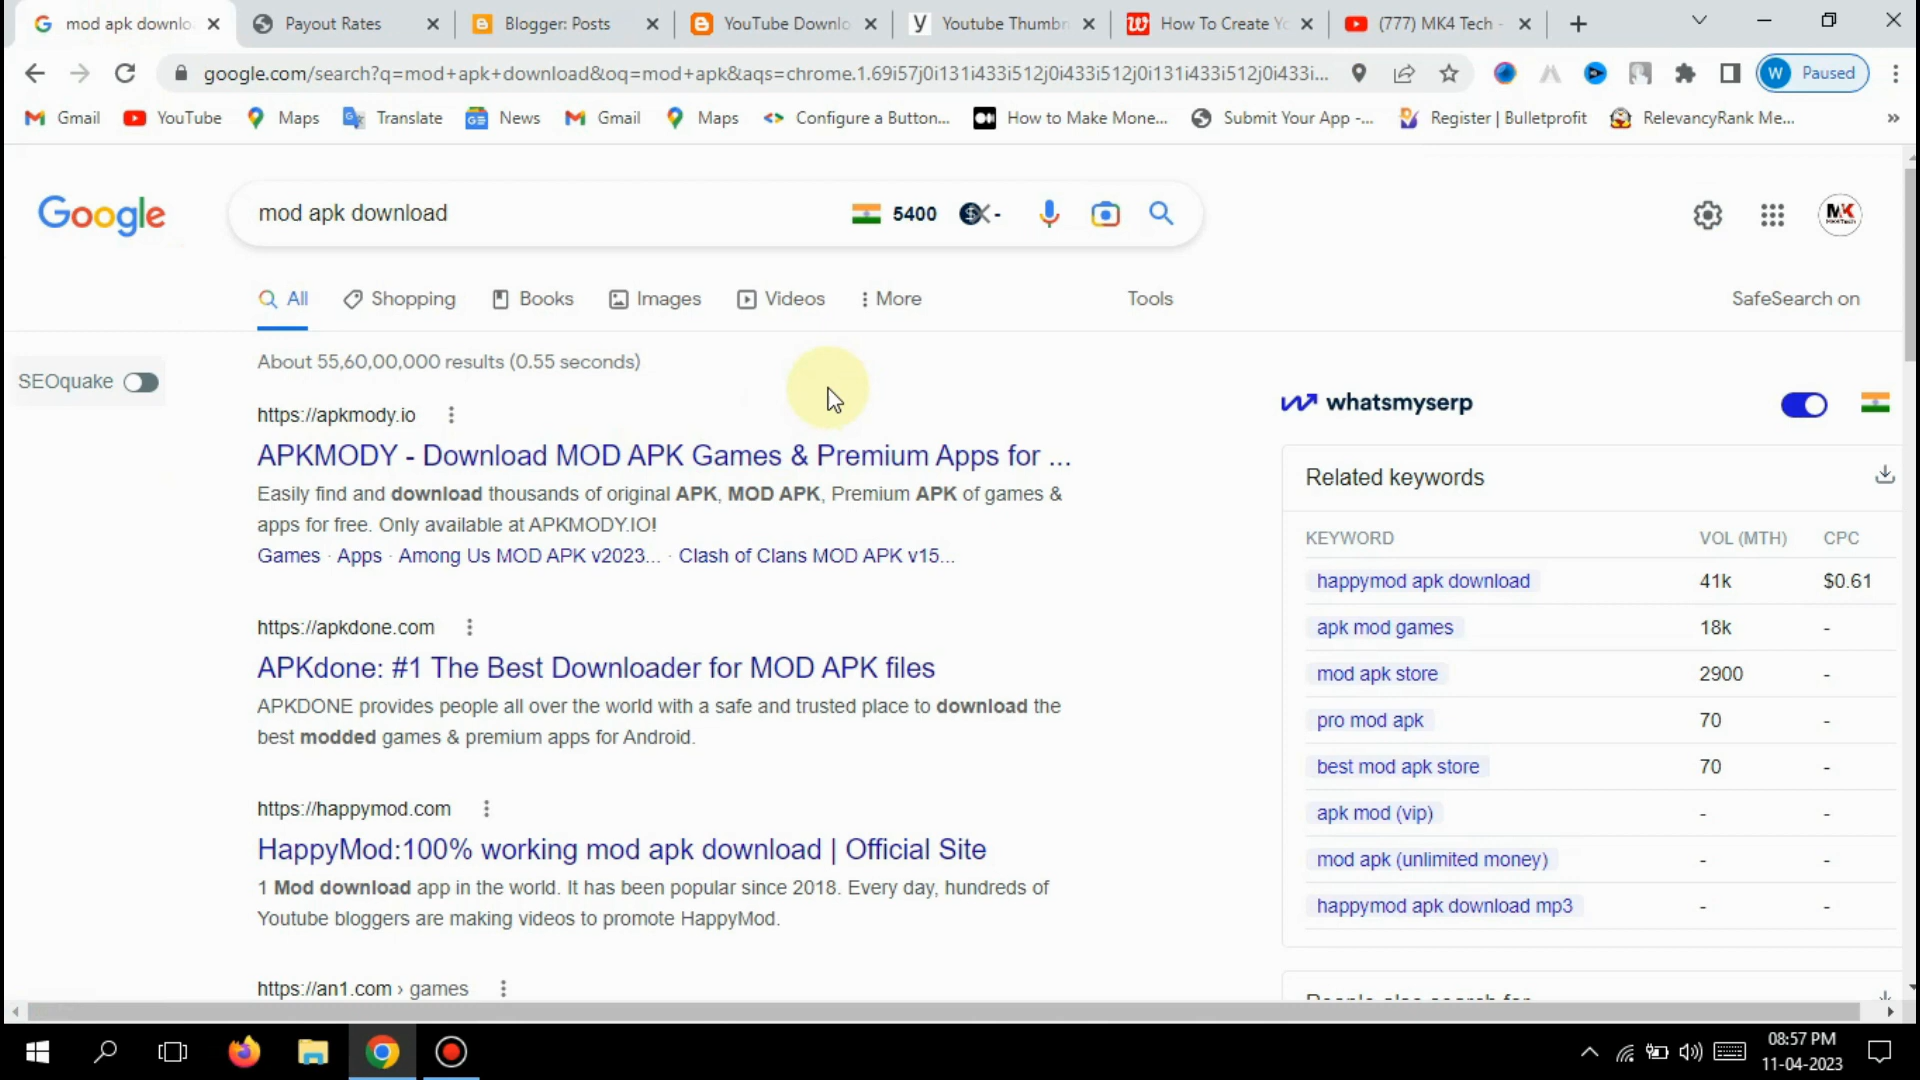 mod apk downlo
Payout Rates
Blogger: Posts
YouTube Downlo
Youtube Thumbn
How To Create Yo
(777) MK4 Tech -
google.com/search?q=mod+apk+download&oq=mod+apk&aqs=chrome.1.69i57j0i131i433i512j0i433i512j0i131i433i512j0i433i...
W Paused
Gmail
YouTube
Maps
Translate
News
Gmail
Maps
Configure a Button...
How to Make Mone...
Submit Your App -...
Register | Bulletprofit
RelevancyRank Me...
»
Google
mod apk download
5400
-
MK
All
Shopping
Books
Images
Videos
More
Tools
SafeSearch on
About 55,60,00,000 results (0.55 seconds)
SEOquake
https://apkmody.io
APKMODY - Download MOD APK Games & Premium Apps for ...
Easily find and download thousands of original APK, MOD APK, Premium APK of games &
apps for free. Only available at APKMODY.IO!
Games · Apps · Among Us MOD APK v2023... · Clash of Clans MOD APK v15...
https://apkdone.com
APKdone: #1 The Best Downloader for MOD APK files
APKDONE provides people all over the world with a safe and trusted place to download the
best modded games & premium apps for Android.
https://happymod.com
HappyMod:100% working mod apk download | Official Site
1 Mod download app in the world. It has been popular since 2018. Every day, hundreds of
Youtube bloggers are making videos to promote HappyMod.
https://an1.com › games
whatsmyserp
Related keywords
KEYWORD VOL (MTH) CPC
happymod apk download 41k $0.61
apk mod games 18k -
mod apk store 2900 -
pro mod apk 70 -
best mod apk store 70 -
apk mod (vip) - -
mod apk (unlimited money) - -
happymod apk download mp3 - -
People also search for
08:57 PM
11-04-2023